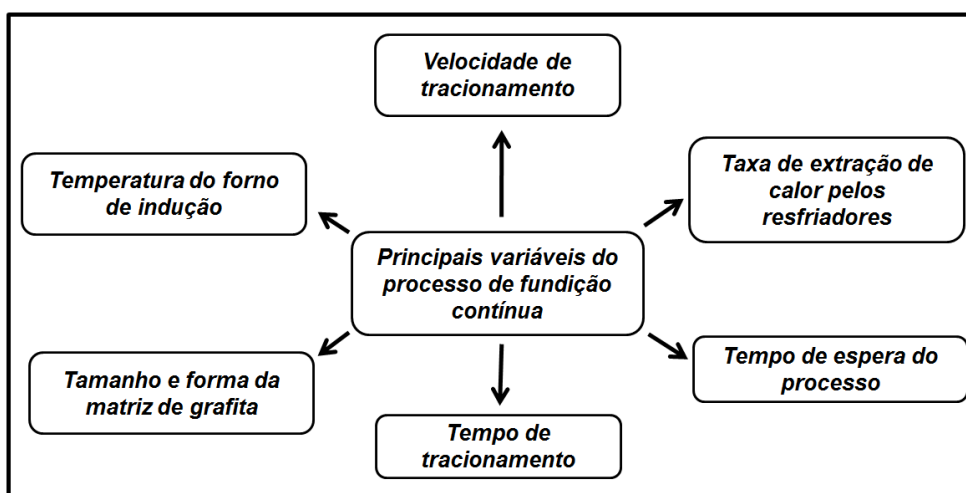 Velocidade de
tracionamento
Temperatura do forno
de indução
Taxa de extração de
calor pelos
resfriadores
Principais variáveis do
processo de fundição
contínua
Tamanho e forma da
matriz de grafita
Tempo de espera do
processo
Tempo de
tracionamento